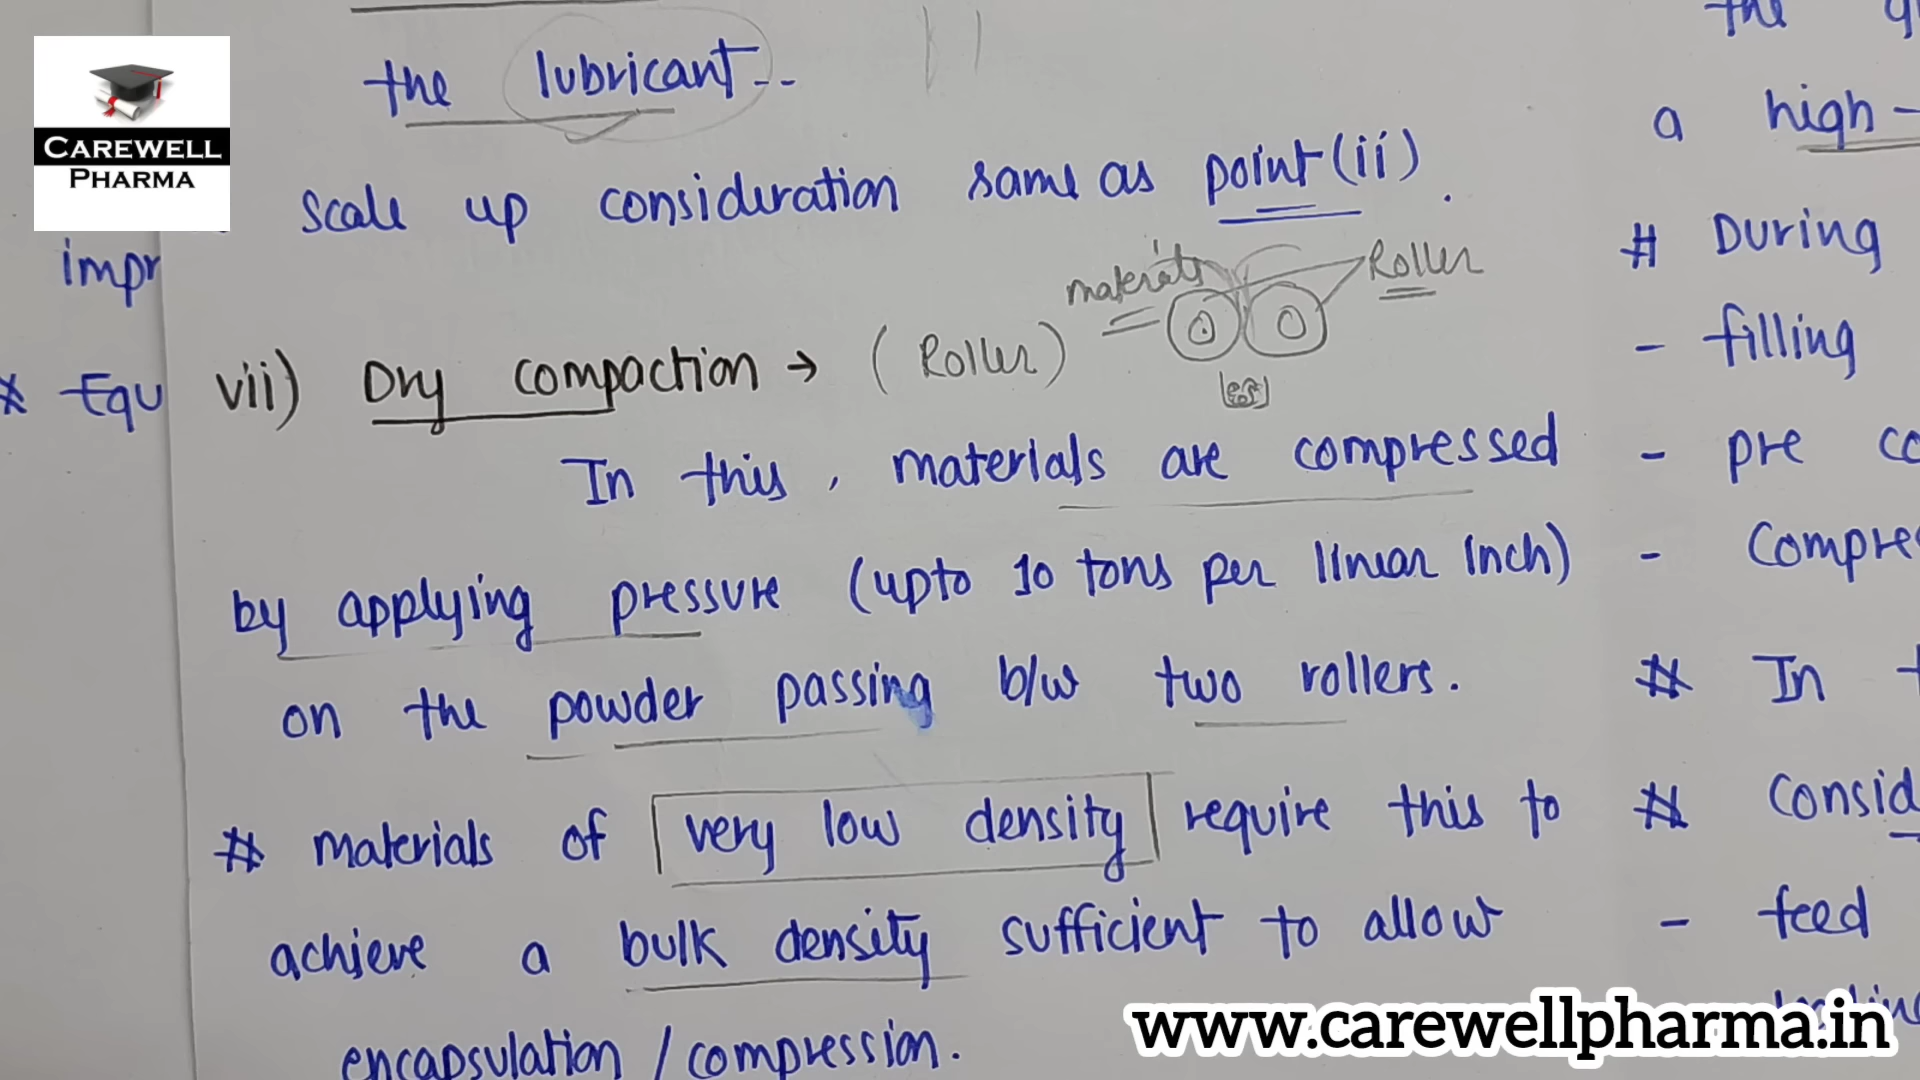 CAREWELL
PHARMA
the lubricant--
scale up consideration same as point (ii).
impr
materials
Roller
* Equ
vii) Dry compaction → (Roller)
In this, materials are compressed
by applying pressure (upto 10 tons per linear inch)
on the powder passing b/w two rollers.
# materials of very low density require this to
achieve a bulk density sufficient to allow
encapsulation / compression.
the
a high-
# During
- filling
- pre co
- Compre
# In t
# Consid
- feed
www.carewellpharma.in